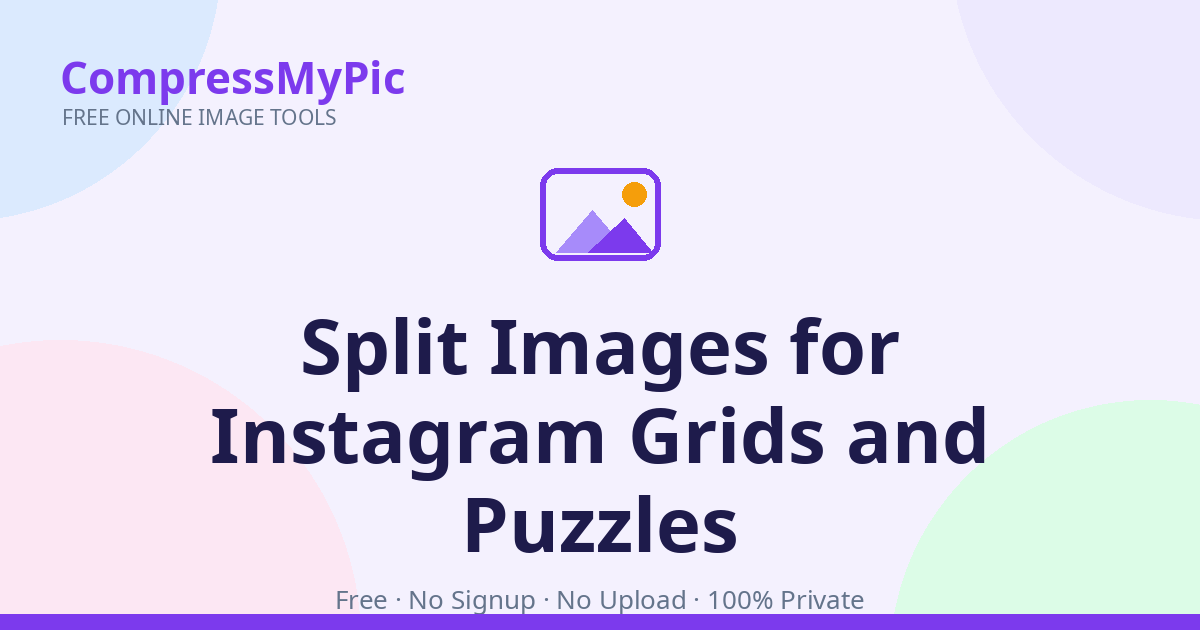 CompressMyPic
FREE ONLINE IMAGE TOOLS
Split Images for
Instagram Grids and
Puzzles
Free · No Signup · No Upload · 100% Private